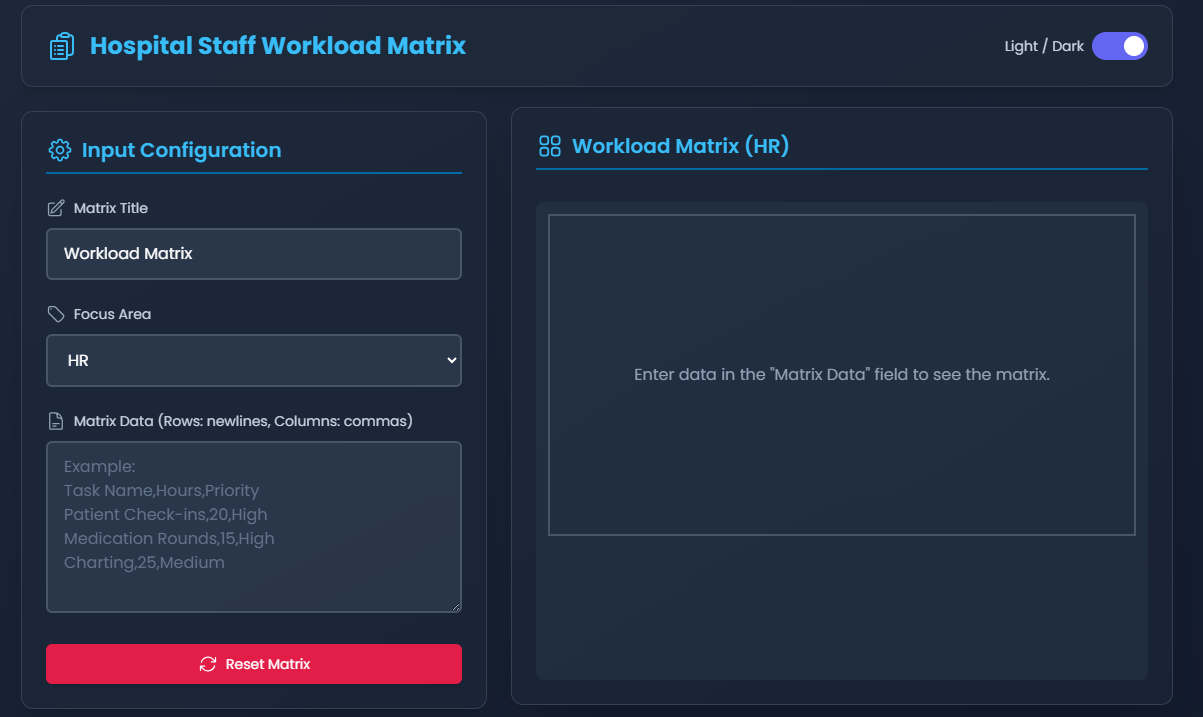 Hospital Staff Workload Matrix
Light / Dark
Input Configuration
Matrix Title
Workload Matrix
Focus Area
HR
Matrix Data (Rows: newlines, Columns: commas)
Example:
Task Name,Hours,Priority
Patient Check-ins,20,High
Medication Rounds,15,High
Charting,25,Medium
Reset Matrix
Workload Matrix (HR)
Enter data in the "Matrix Data" field to see the matrix.